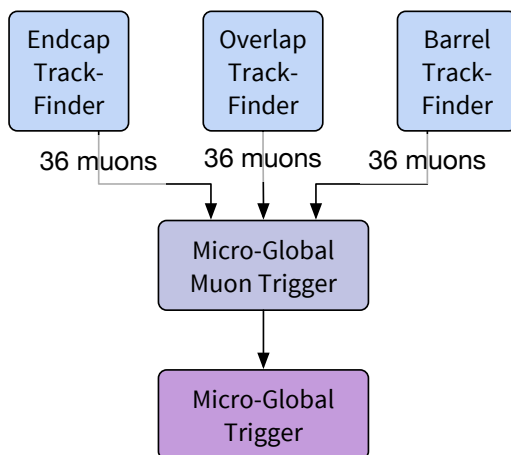 Endcap
Track-
Finder
Overlap
Track-
Finder
Barrel
Track-
Finder
36 muons
36 muons
36 muons
Micro-Global
Muon Trigger
Micro-Global
Trigger